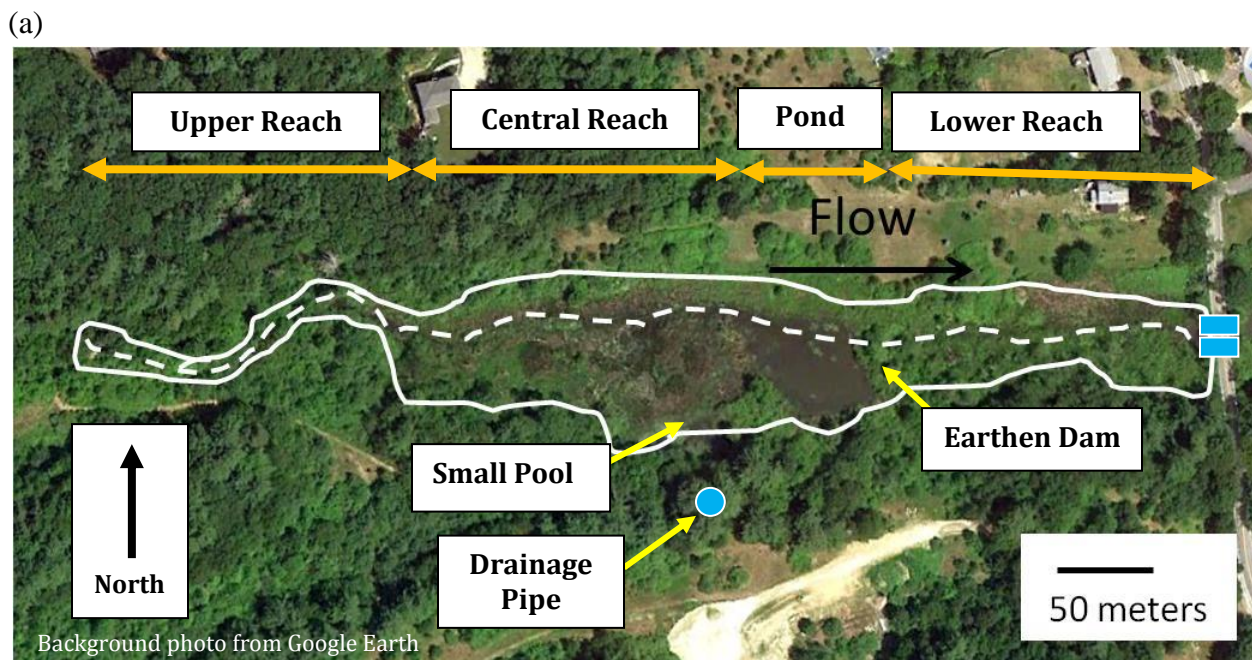 (a)
Upper Reach
Central Reach
Pond
Lower Reach
Flow
Earthen Dam
Small Pool
Drainage
Pipe
North
50 meters
Background photo from Google Earth